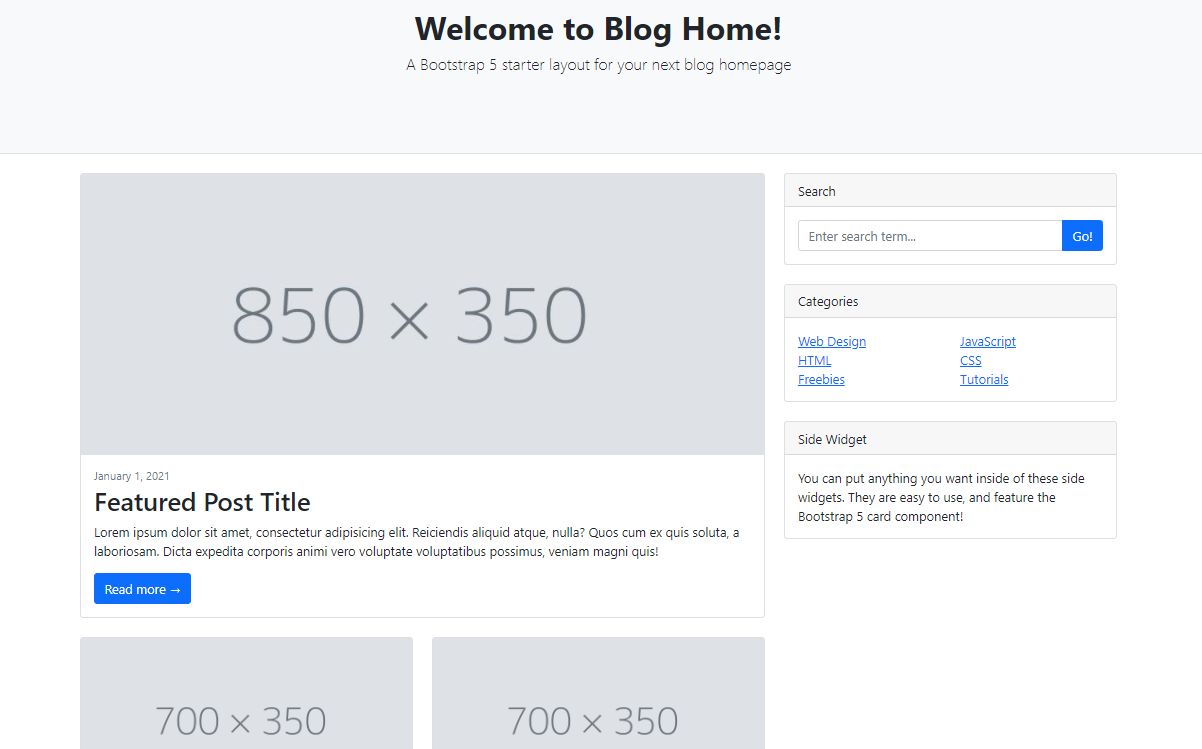 Welcome to Blog Home!
A Bootstrap 5 starter layout for your next blog homepage
850 × 350
January 1, 2021
Featured Post Title
Lorem ipsum dolor sit amet, consectetur adipisicing elit. Reiciendis aliquid atque, nulla? Quos cum ex quis soluta, a
laboriosam. Dicta expedita corporis animi vero voluptate voluptatibus possimus, veniam magni quis!
Read more →
700 × 350
700 × 350
Search
Enter search term...
Go!
Categories
Web Design
HTML
Freebies
JavaScript
CSS
Tutorials
Side Widget
You can put anything you want inside of these side
widgets. They are easy to use, and feature the
Bootstrap 5 card component!